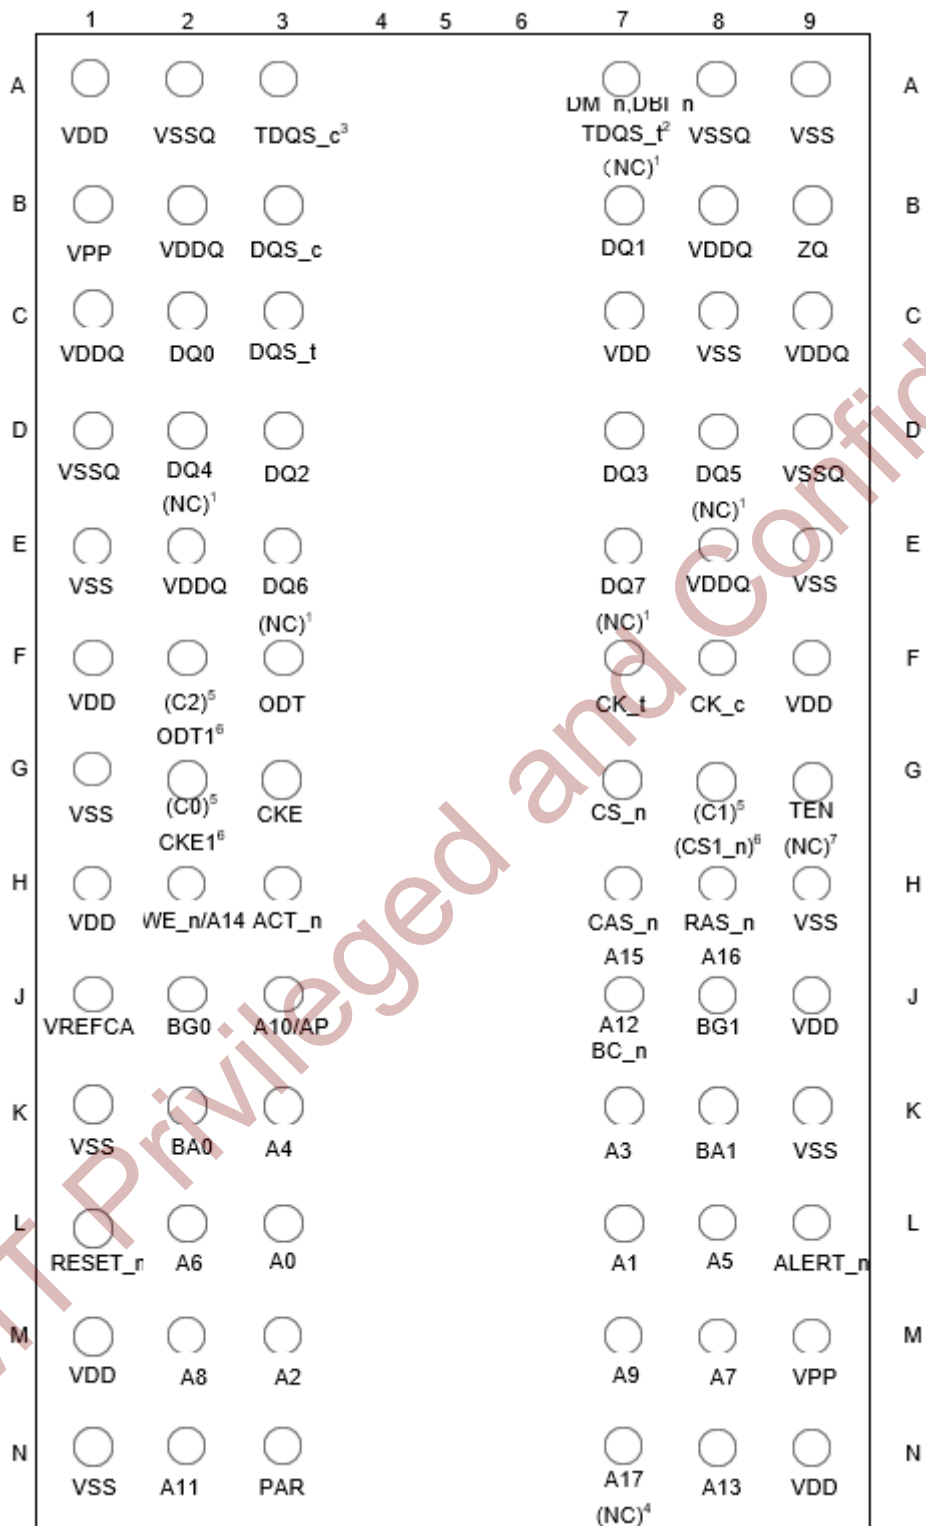 1 2 3 4 5 6 7 8 9
A A
DM_n,DBI_n
VDD VSSQ TDQS_c³ TDQS_t² VSSQ VSS
(NC)¹
B B
VPP VDDQ DQS_c DQ1 VDDQ ZQ
C C
VDDQ DQ0 DQS_t VDD VSS VDDQ
D D
VSSQ DQ4 DQ2 DQ3 DQ5 VSSQ
(NC)¹ (NC)¹
E E
VSS VDDQ DQ6 DQ7 VDDQ VSS
(NC)¹ (NC)¹
F F
VDD (C2)⁵ ODT CK_t CK_c VDD
ODT1⁶
G G
VSS (C0)⁵ CKE CS_n (C1)⁵ TEN
CKE1⁶ (CS1_n)⁶ (NC)⁷
H H
VDD WE_n/A14 ACT_n CAS_n RAS_n VSS
A15 A16
J J
VREFCA BG0 A10/AP A12 BG1 VDD
BC_n
K K
VSS BA0 A4 A3 BA1 VSS
L L
RESET_n A6 A0 A1 A5 ALERT_n
M M
VDD A8 A2 A9 A7 VPP
N N
VSS A11 PAR A17 A13 VDD
(NC)⁴
Privileged and Confid